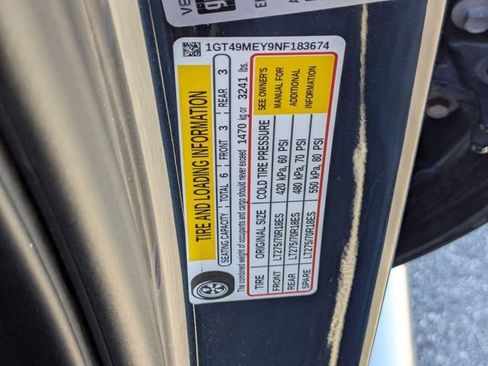 1GT49MEY9NF183674
TIRE AND LOADING INFORMATION
SEATING CAPACITY TOTAL 6 FRONT 3 REAR 3
The combined weight of occupants and cargo should never exceed 1470 kg or 3241 lbs.
TIRE ORIGINAL SIZE COLD TIRE PRESSURE
FRONT LT275/70R18ES 420 kPa, 60 PSI
REAR LT275/70R18ES 480 kPa, 70 PSI
SPARE LT275/70R18ES 550 kPa, 80 PSI
SEE OWNER'S
MANUAL FOR
ADDITIONAL
INFORMATION